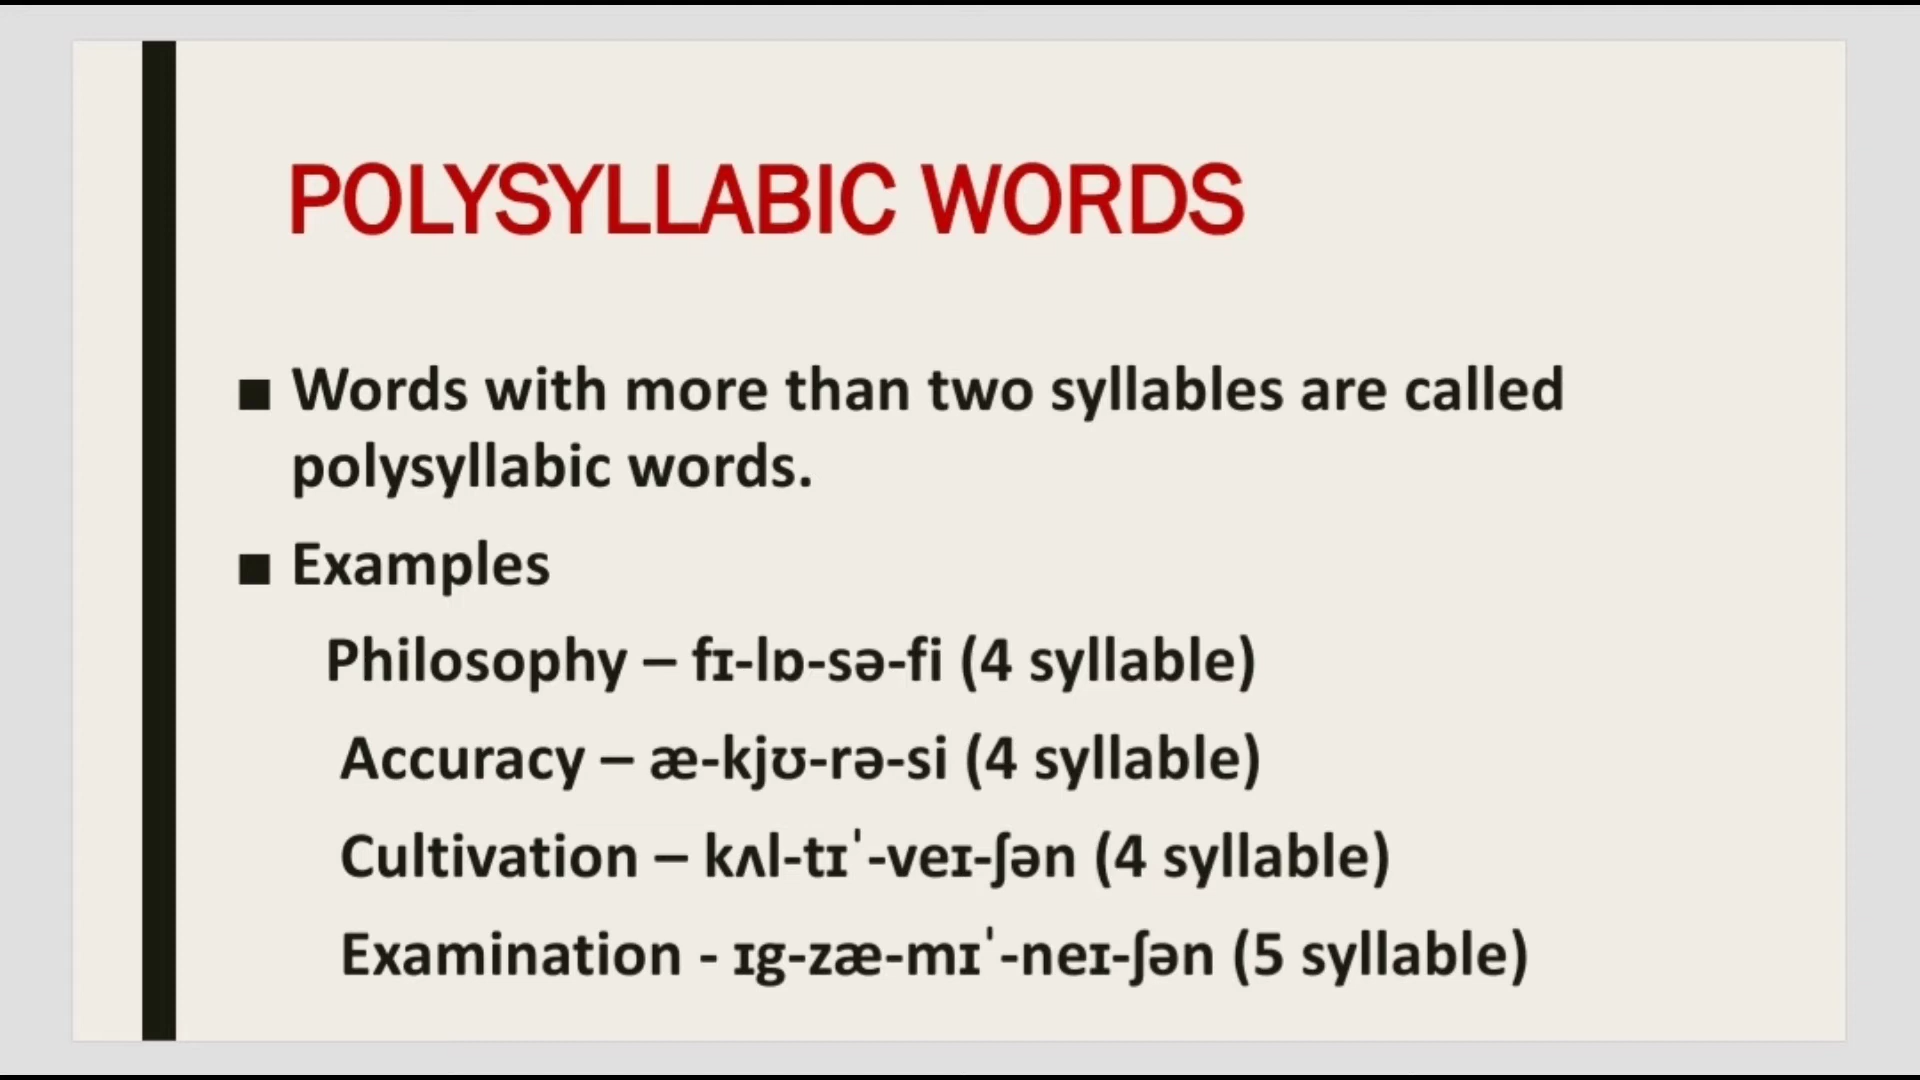 POLYSYLLABIC WORDS
■ Words with more than two syllables are called
polysyllabic words.
■ Examples
Philosophy – fɪ-lɒ-sə-fi (4 syllable)
Accuracy – æ-kjʊ-rə-si (4 syllable)
Cultivation – kʌl-tɪˈ-veɪ-ʃən (4 syllable)
Examination - ɪg-zæ-mɪˈ-neɪ-ʃən (5 syllable)